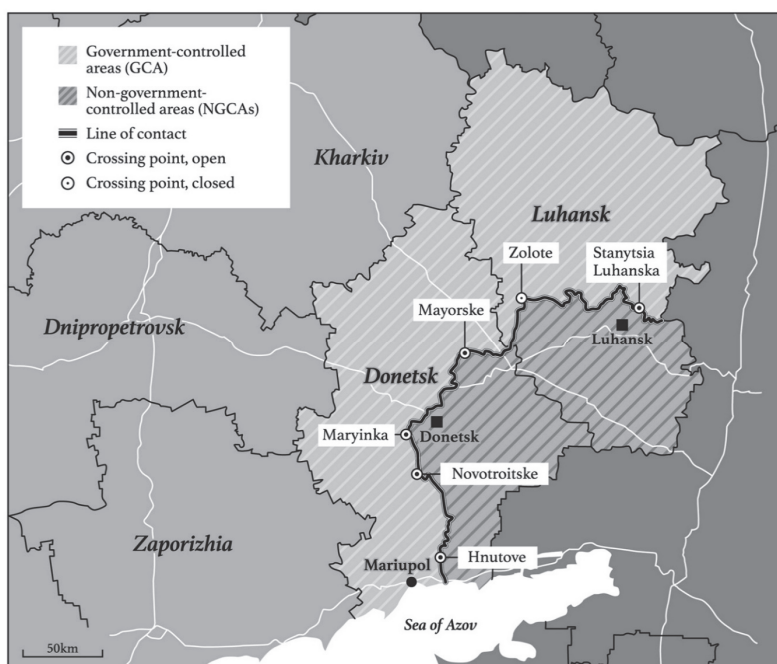 Government-controlled
areas (GCA)
Non-government-
controlled areas (NGCAs)
Line of contact
Crossing point, open
Crossing point, closed
Kharkiv
Luhansk
Zolote
Stanytsia
Luhanska
Mayorske
Dnipropetrovsk
Luhansk
Donetsk
Maryinka
Donetsk
Novotroitske
Zaporizhia
Mariupol
Hnutove
Sea of Azov
50km